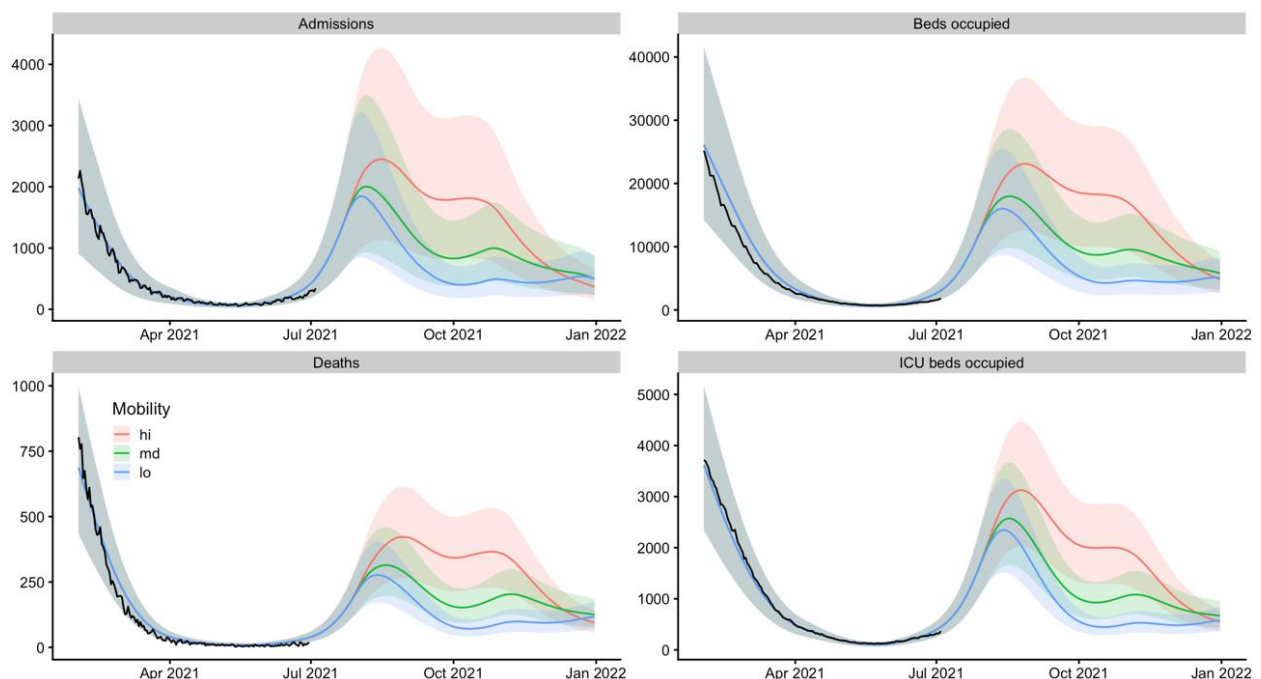 Admissions
4000
3000
2000
1000
0
Apr 2021 Jul 2021 Oct 2021 Jan 2022
Beds occupied
40000
30000
20000
10000
0
Apr 2021 Jul 2021 Oct 2021 Jan 2022
Deaths
1000
750
500
250
0
Mobility
hi
md
lo
Apr 2021 Jul 2021 Oct 2021 Jan 2022
ICU beds occupied
5000
4000
3000
2000
1000
0
Apr 2021 Jul 2021 Oct 2021 Jan 2022